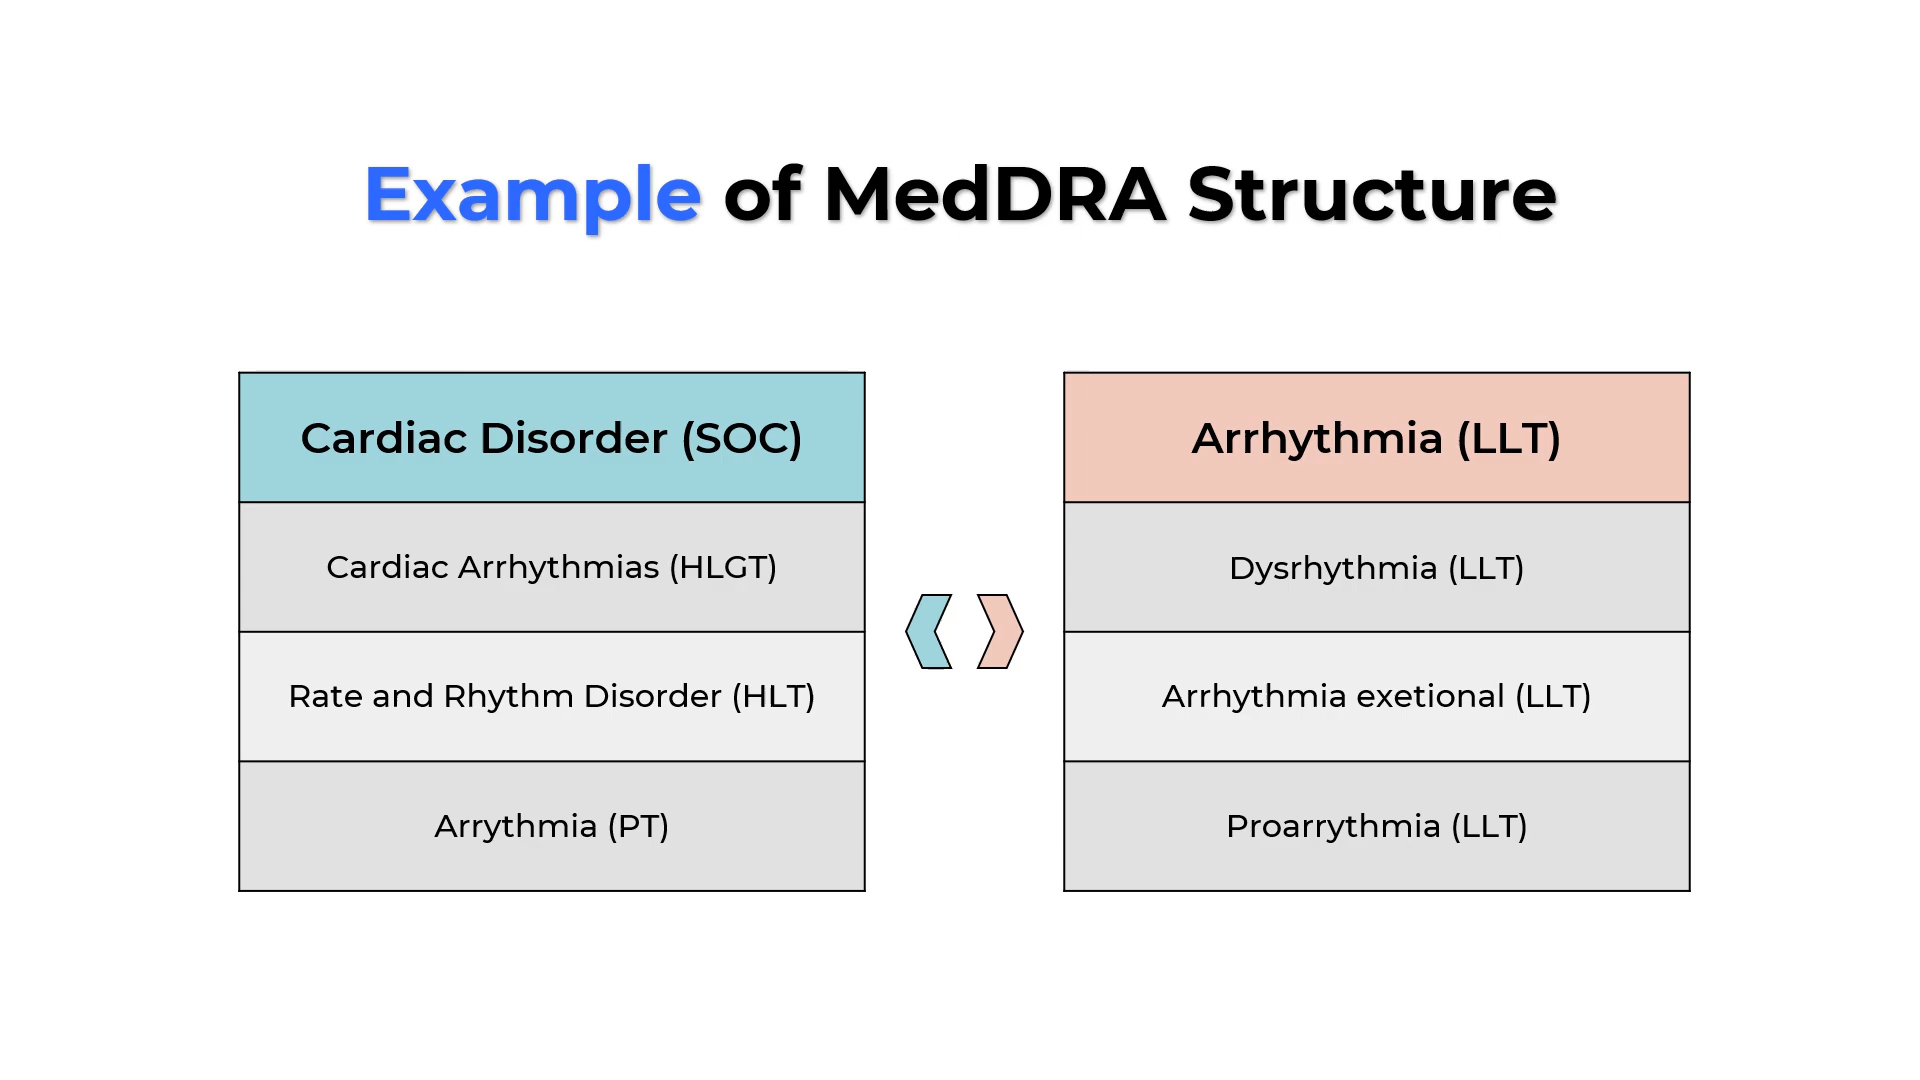 Example of MedDRA Structure
Cardiac Disorder (SOC)
Cardiac Arrhythmias (HLGT)
Rate and Rhythm Disorder (HLT)
Arrythmia (PT)
Arrhythmia (LLT)
Dysrhythmia (LLT)
Arrhythmia exetional (LLT)
Proarrythmia (LLT)